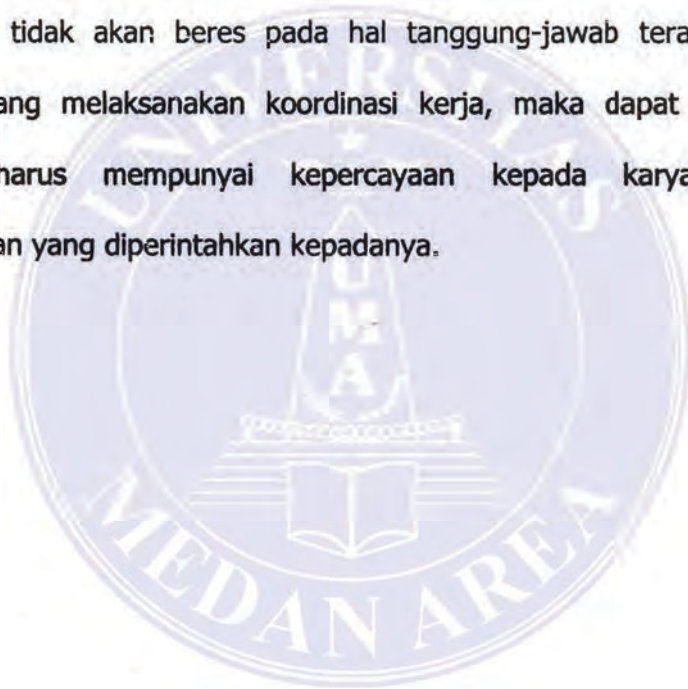 tidak akan beres pada hal tanggung-jawab tera
ang melaksanakan koordinasi kerja, maka dapat
harus mempunyai kepercayaan kepada karya
an yang diperintahkan kepadanya.
UNIVERSITAS
UMA
MEDAN AREA